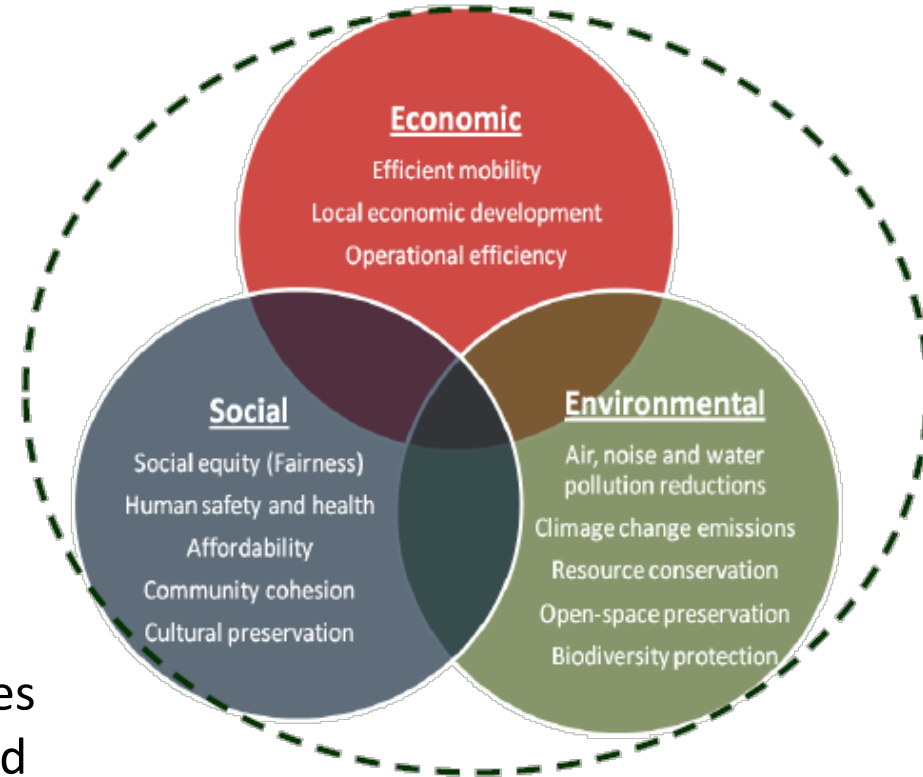 Economic
Efficient mobility
Local economic development
Operational efficiency
Social
Social equity (Fairness)
Human safety and health
Affordability
Community cohesion
Cultural preservation
Environmental
Air, noise and water
pollution reductions
Climage change emissions
Resource conservation
Open-space preservation
Biodiversity protection
es
d